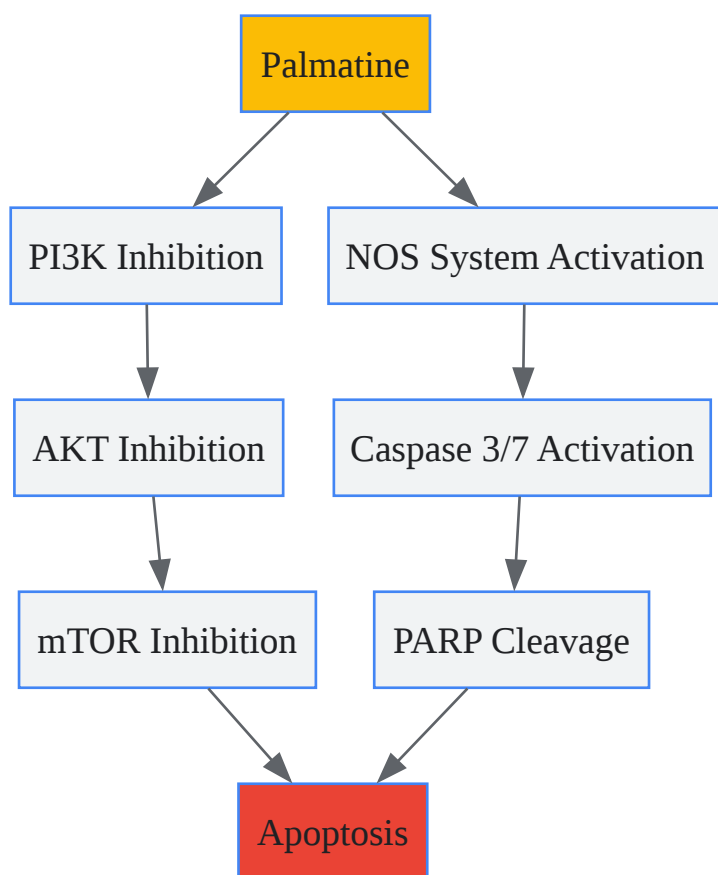 Palmatine
PI3K Inhibition
NOS System Activation
AKT Inhibition
Caspase 3/7 Activation
mTOR Inhibition
PARP Cleavage
Apoptosis